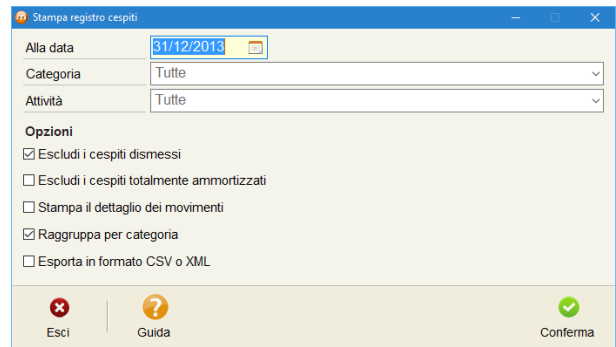 Stampa registro cespiti
Alla data 31/12/2013
Categoria Tutte
Attività Tutte
Opzioni
Escludi i cespiti dismessi
Escludi i cespiti totalmente ammortizzati
Stampa il dettaglio dei movimenti
Raggruppa per categoria
Esporta in formato CSV o XML
Esci Guida Conferma